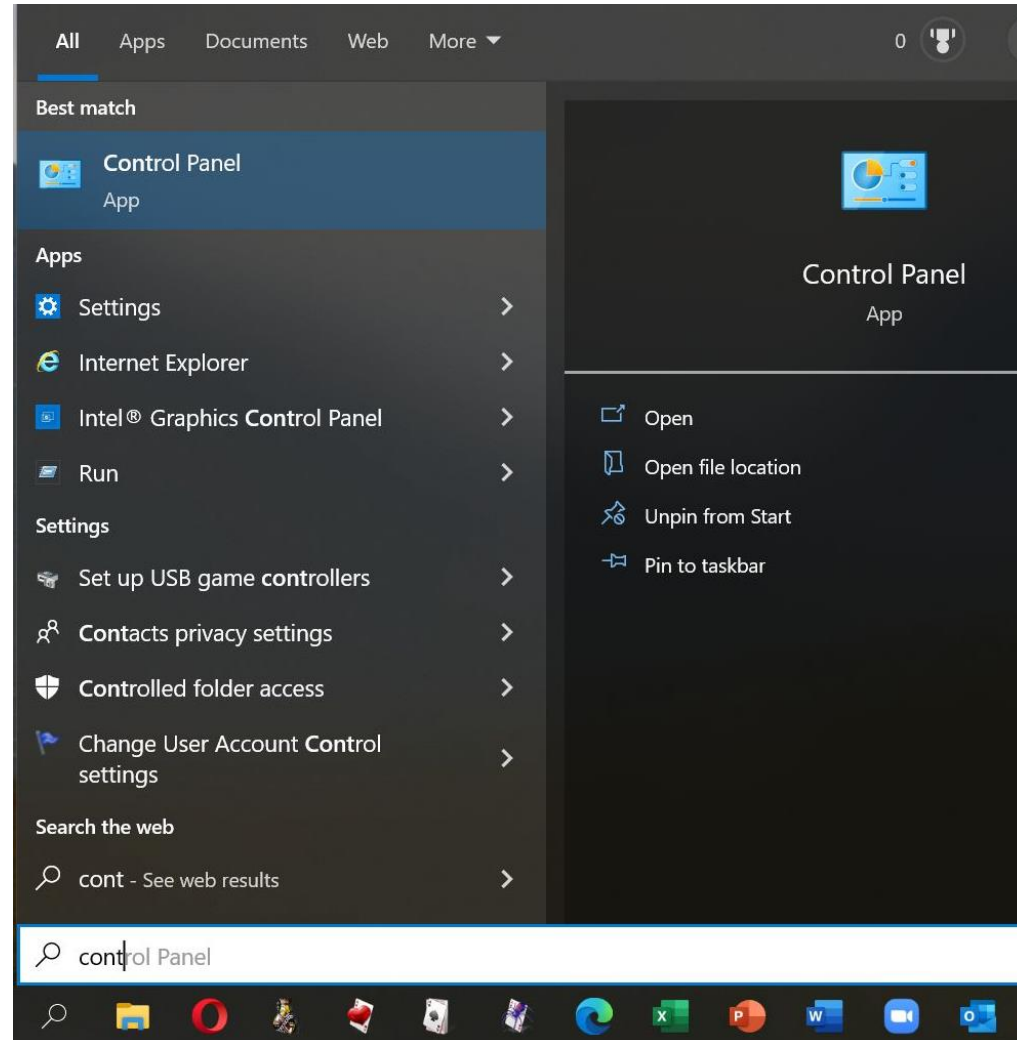 All Apps Documents Web More 0
Best match
Control Panel
App
Apps
Settings
Internet Explorer
Intel® Graphics Control Panel
Run
Settings
Set up USB game controllers
Contacts privacy settings
Controlled folder access
Change User Account Control
settings
Search the web
cont - See web results
control Panel
Control Panel
App
Open
Open file location
Unpin from Start
Pin to taskbar